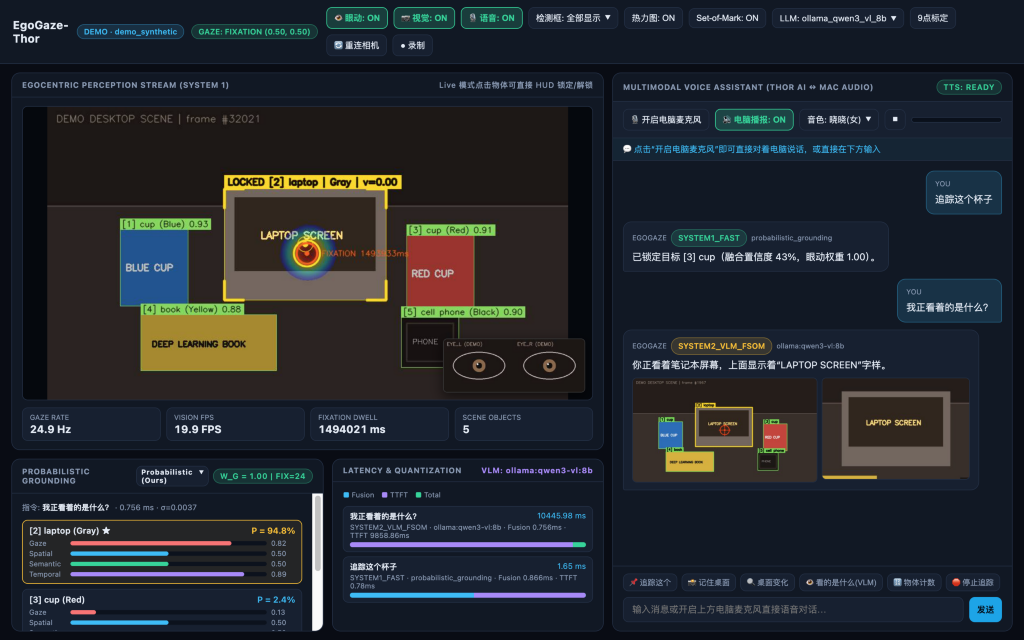 EgoGaze-
Thor
DEMO · demo_synthetic
GAZE: FIXATION (0.50, 0.50)
眼动: ON
视觉: ON
语音: ON
检测框: 全部显示 ▼
热力图: ON
Set-of-Mark: ON
LLM: ollama_qwen3_vl_8b ▼
9点标定
重连相机
● 录制
EGOCENTRIC PERCEPTION STREAM (SYSTEM 1)
Live 模式点击物体可直接 HUD 锁定/解锁
DEMO DESKTOP SCENE | frame #32021
LOCKED [2] laptop | Gray | v=0.00
[1] cup (Blue) 0.93
LAPTOP SCREEN
[3] cup (Red) 0.91
BLUE CUP
RED CUP
[4] book (Yellow) 0.88
[5] cell phone (Black) 0.90
DEEP LEARNING BOOK
PHONE
EYE_L (DEMO)
EYE_R (DEMO)
GAZE RATE
24.9 Hz
VISION FPS
19.9 FPS
FIXATION DWELL
1494021 ms
SCENE OBJECTS
5
PROBABILISTIC
GROUNDING
Probabilistic
(Ours)
▼
W_G = 1.00 | FIX=24
指令: 我正看着的是什么? · 0.756 ms · σ=0.0037
[2] laptop (Gray) ★
P = 94.8%
Gaze 0.82
Spatial 0.50
Semantic 0.50
Temporal 0.89
[3] cup (Red)
P = 2.4%
Gaze 0.13
Spatial 0.50
LATENCY & QUANTIZATION
VLM: ollama:qwen3-vl:8b
Fusion TTFT Total
我正看着的是什么?
10445.98 ms
SYSTEM2_VLM_FSOM · ollama:qwen3-vl:8b · Fusion 0.756ms ·
TTFT 9858.86ms
追踪这个杯子
1.65 ms
SYSTEM1_FAST · probabilistic_grounding · Fusion 0.866ms · TTFT
0.78ms
MULTIMODAL VOICE ASSISTANT (THOR AI ↔ MAC AUDIO)
TTS: READY
开启电脑麦克风
电脑播报: ON
音色: 晓晓(女) ▼
■
点击“开启电脑麦克风”即可直接对着电脑说话，或直接在下方输入
YOU
追踪这个杯子
EGOGAZE
SYSTEM1_FAST
probabilistic_grounding
已锁定目标 [3] cup（融合置信度 43%，眼动权重 1.00）。
YOU
我正看着的是什么?
EGOGAZE
SYSTEM2_VLM_FSOM
ollama:qwen3-vl:8b
你正看着笔记本屏幕，上面显示着“LAPTOP SCREEN”字样。
LAPTOP SCREEN
BLUE CUP
RED CUP
DEEP LEARNING BOOK
LAPTOP SCREEN
追踪这个
记住桌面
桌面变化
看的是什么(VLM)
物体计数
停止追踪
输入消息或开启上方电脑麦克风直接语音对话...
发送